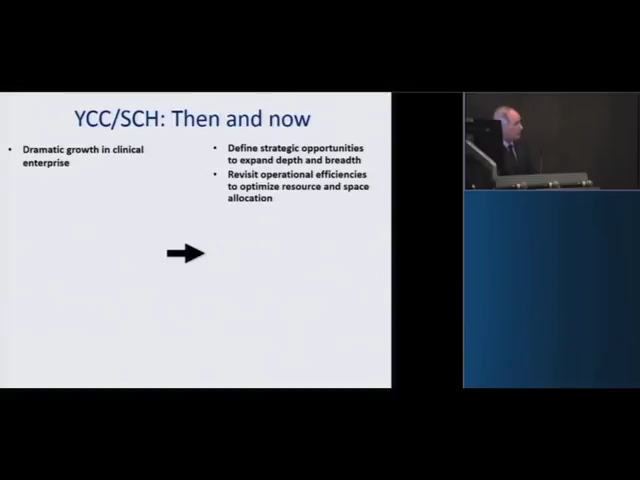 YCC/SCH: Then and now
• Dramatic growth in clinical
enterprise
• Define strategic opportunities
to expand depth and breadth
• Revisit operational efficiencies
to optimize resource and space
allocation